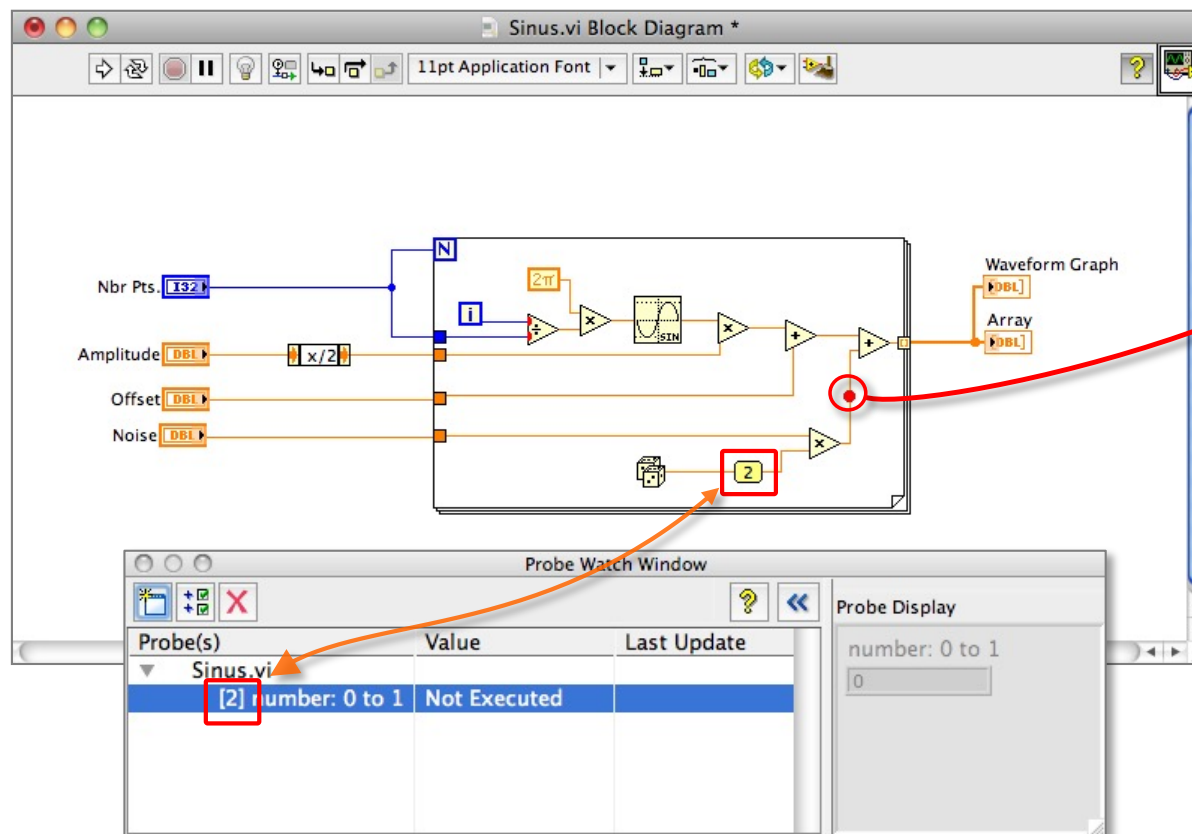 Sinus.vi Block Diagram *
11pt Application Font
?
N
Waveform Graph
DBL]
Nbr Pts. I32
2π
i
÷
x
SIN
x
+
+
Array
DBL]
Amplitude DBL
x/2
Offset DBL
Noise DBL
x
2
Probe Watch Window
? «
Probe Display
Probe(s) Value Last Update
number: 0 to 1
Sinus.vi
0
[2] number: 0 to 1 Not Executed